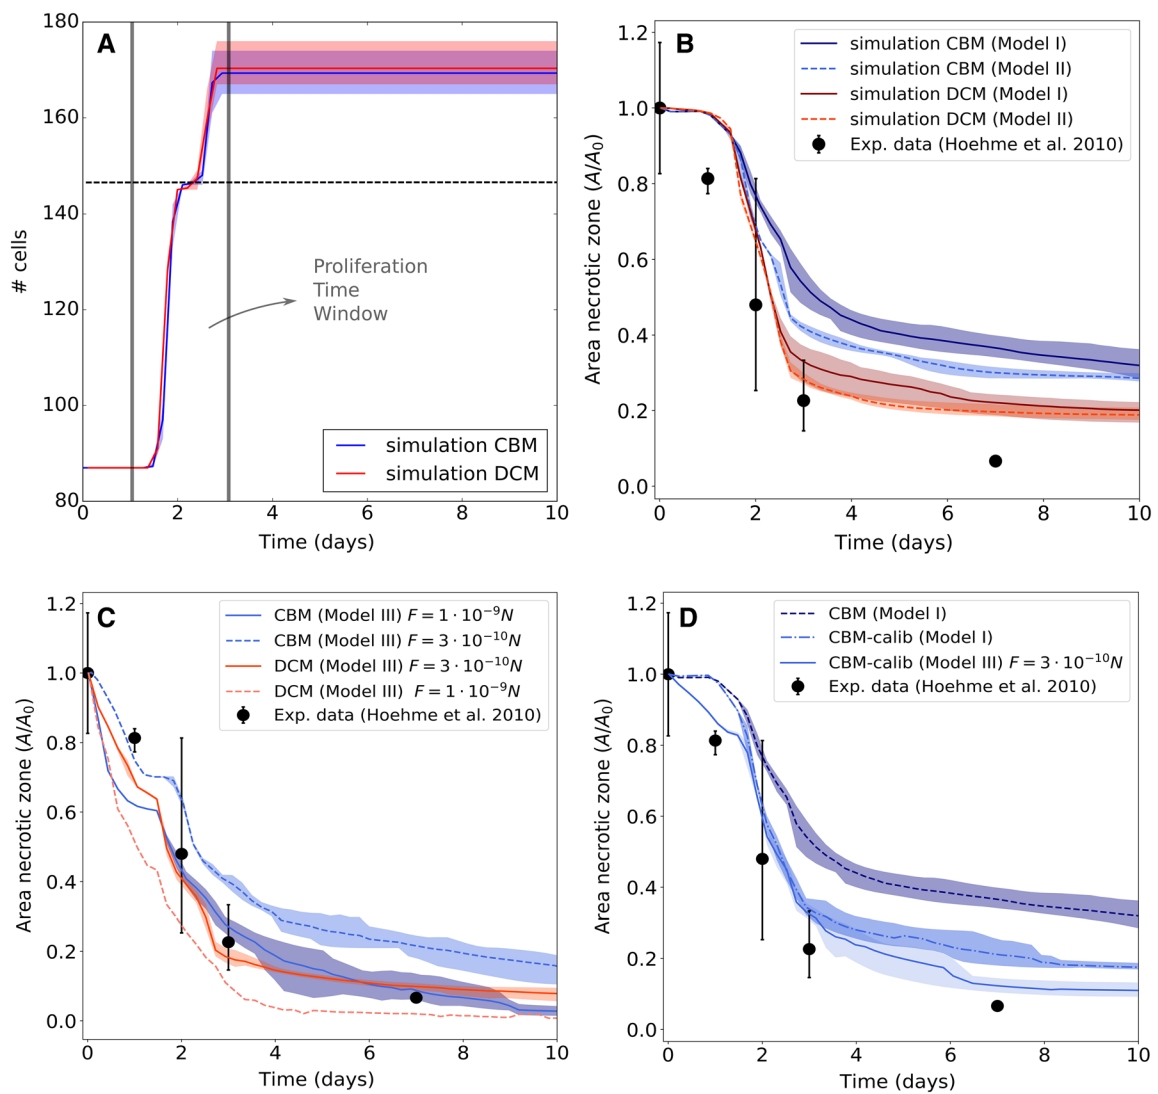 A
180
160
140
120
100
80
0
2
4
6
8
10
# cells
Time (days)
Proliferation
Time
Window
simulation CBM
simulation DCM
B
1.2
1.0
0.8
0.6
0.4
0.2
0.0
0
2
4
6
8
10
Area necrotic zone (A/A₀)
Time (days)
simulation CBM (Model I)
simulation CBM (Model II)
simulation DCM (Model I)
simulation DCM (Model II)
Exp. data (Hoehme et al. 2010)
C
1.2
1.0
0.8
0.6
0.4
0.2
0.0
0
2
4
6
8
10
Area necrotic zone (A/A₀)
Time (days)
CBM (Model III) F = 1 · 10⁻⁹N
CBM (Model III) F = 3 · 10⁻¹⁰N
DCM (Model III) F = 3 · 10⁻¹⁰N
DCM (Model III) F = 1 · 10⁻⁹N
Exp. data (Hoehme et al. 2010)
D
1.2
1.0
0.8
0.6
0.4
0.2
0.0
0
2
4
6
8
10
Area necrotic zone (A/A₀)
Time (days)
CBM (Model I)
CBM-calib (Model I)
CBM-calib (Model III) F = 3 · 10⁻¹⁰N
Exp. data (Hoehme et al. 2010)